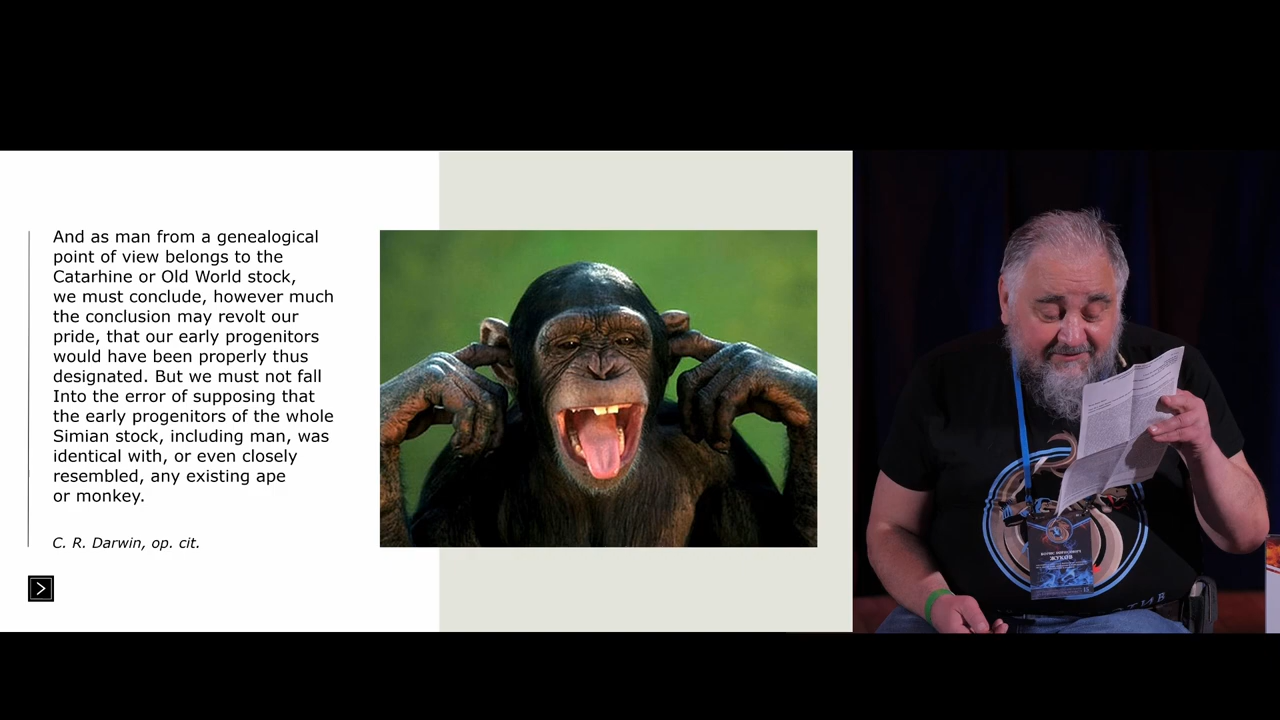 And as man from a genealogical
point of view belongs to the
Catarhine or Old World stock,
we must conclude, however much
the conclusion may revolt our
pride, that our early progenitors
would have been properly thus
designated. But we must not fall
Into the error of supposing that
the early progenitors of the whole
Simian stock, including man, was
identical with, or even closely
resembled, any existing ape
or monkey.
C. R. Darwin, op. cit.
ЖУКОВ